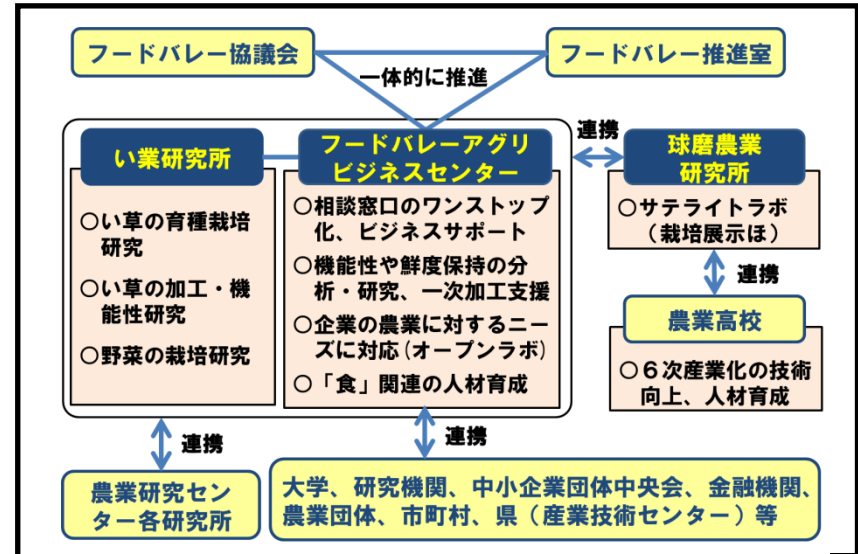 フードバレー協議会
フードバレー推進室
一体的に推進
い業研究所
○い草の育種栽培
研究
○い草の加工・機
能性研究
○野菜の栽培研究
フードバレーアグリ
ビジネスセンター
○相談窓口のワンストップ
化、ビジネスサポート
○機能性や鮮度保持の分
析・研究、一次加工支援
○企業の農業に対するニー
ズに対応(オープンラボ)
○「食」関連の人材育成
連携
球磨農業
研究所
○サテライトラボ
（栽培展示ほ）
連携
農業高校
○６次産業化の技術
向上、人材育成
連携
連携
農業研究セン
ター各研究所
大学、研究機関、中小企業団体中央会、金融機関、
農業団体、市町村、県（産業技術センター）等